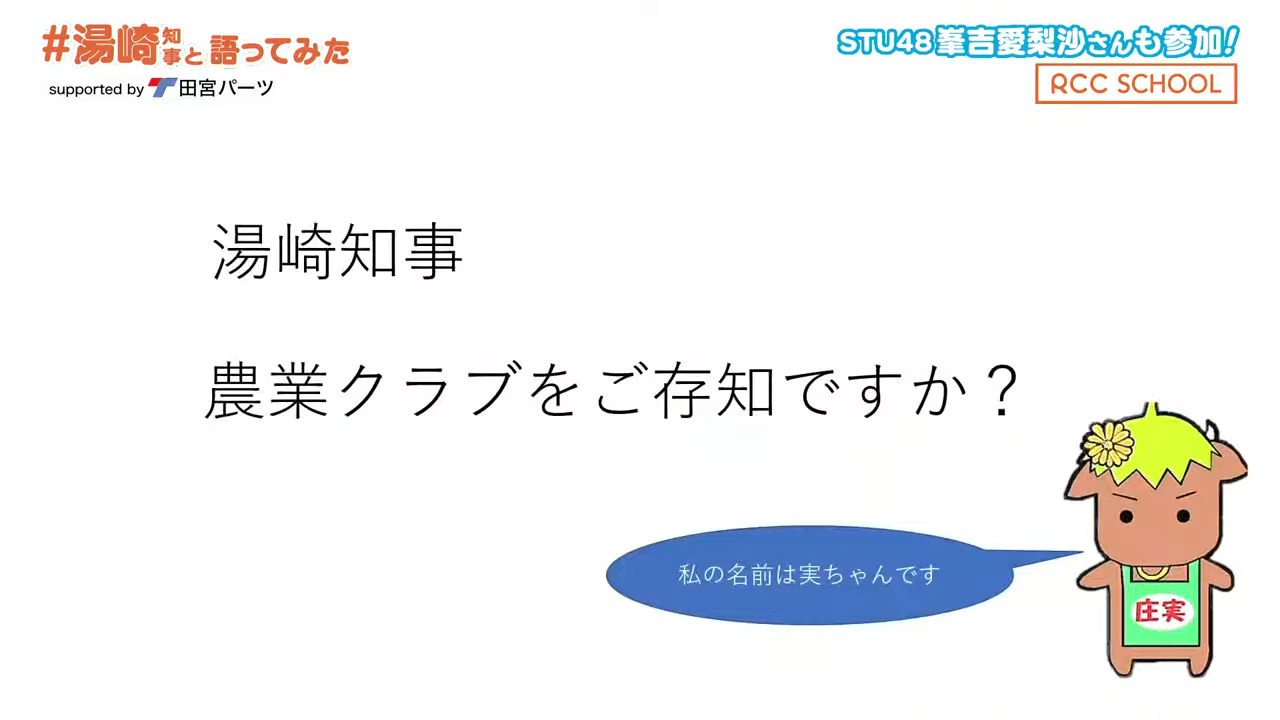 #湯崎知事と語ってみた
supported by 田宮パーツ
STU48峯吉愛梨沙さんも参加!
RCC SCHOOL
湯崎知事
農業クラブをご存知ですか？
私の名前は実ちゃんです
庄実